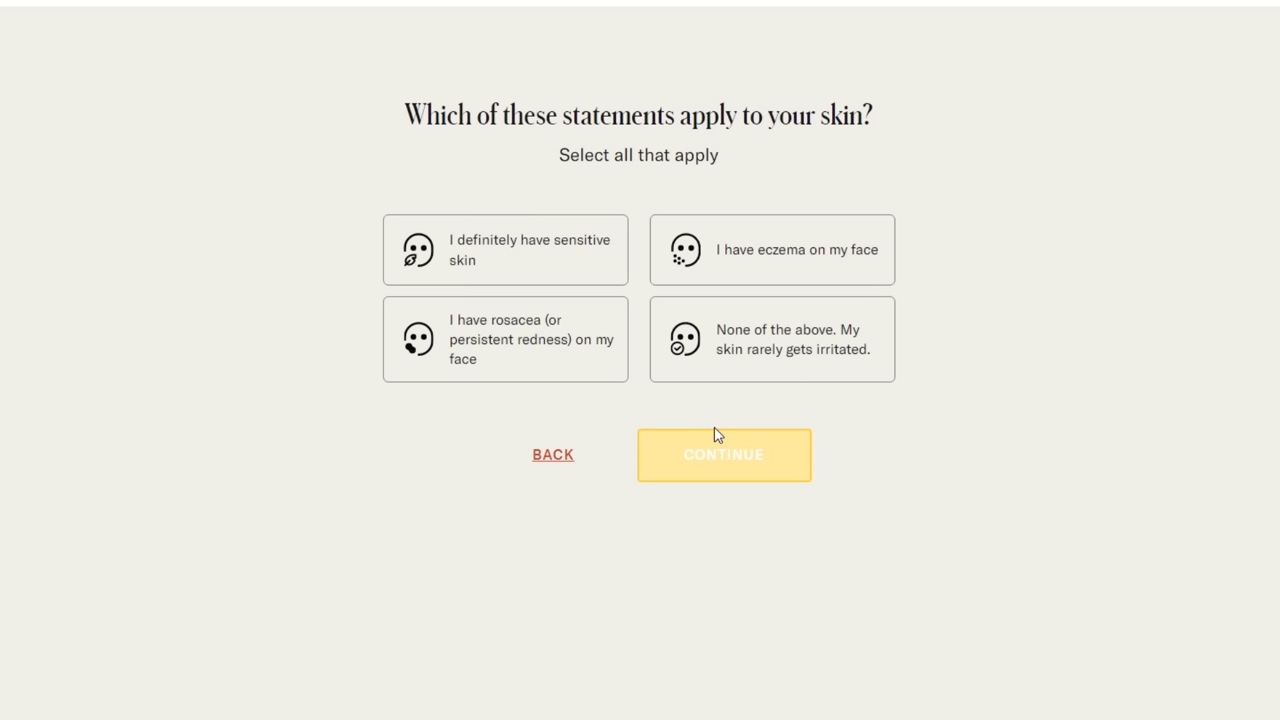 Which of these statements apply to your skin?
Select all that apply
I definitely have sensitive
skin
I have eczema on my face
I have rosacea (or
persistent redness) on my
face
None of the above. My
skin rarely gets irritated.
BACK
CONTINUE